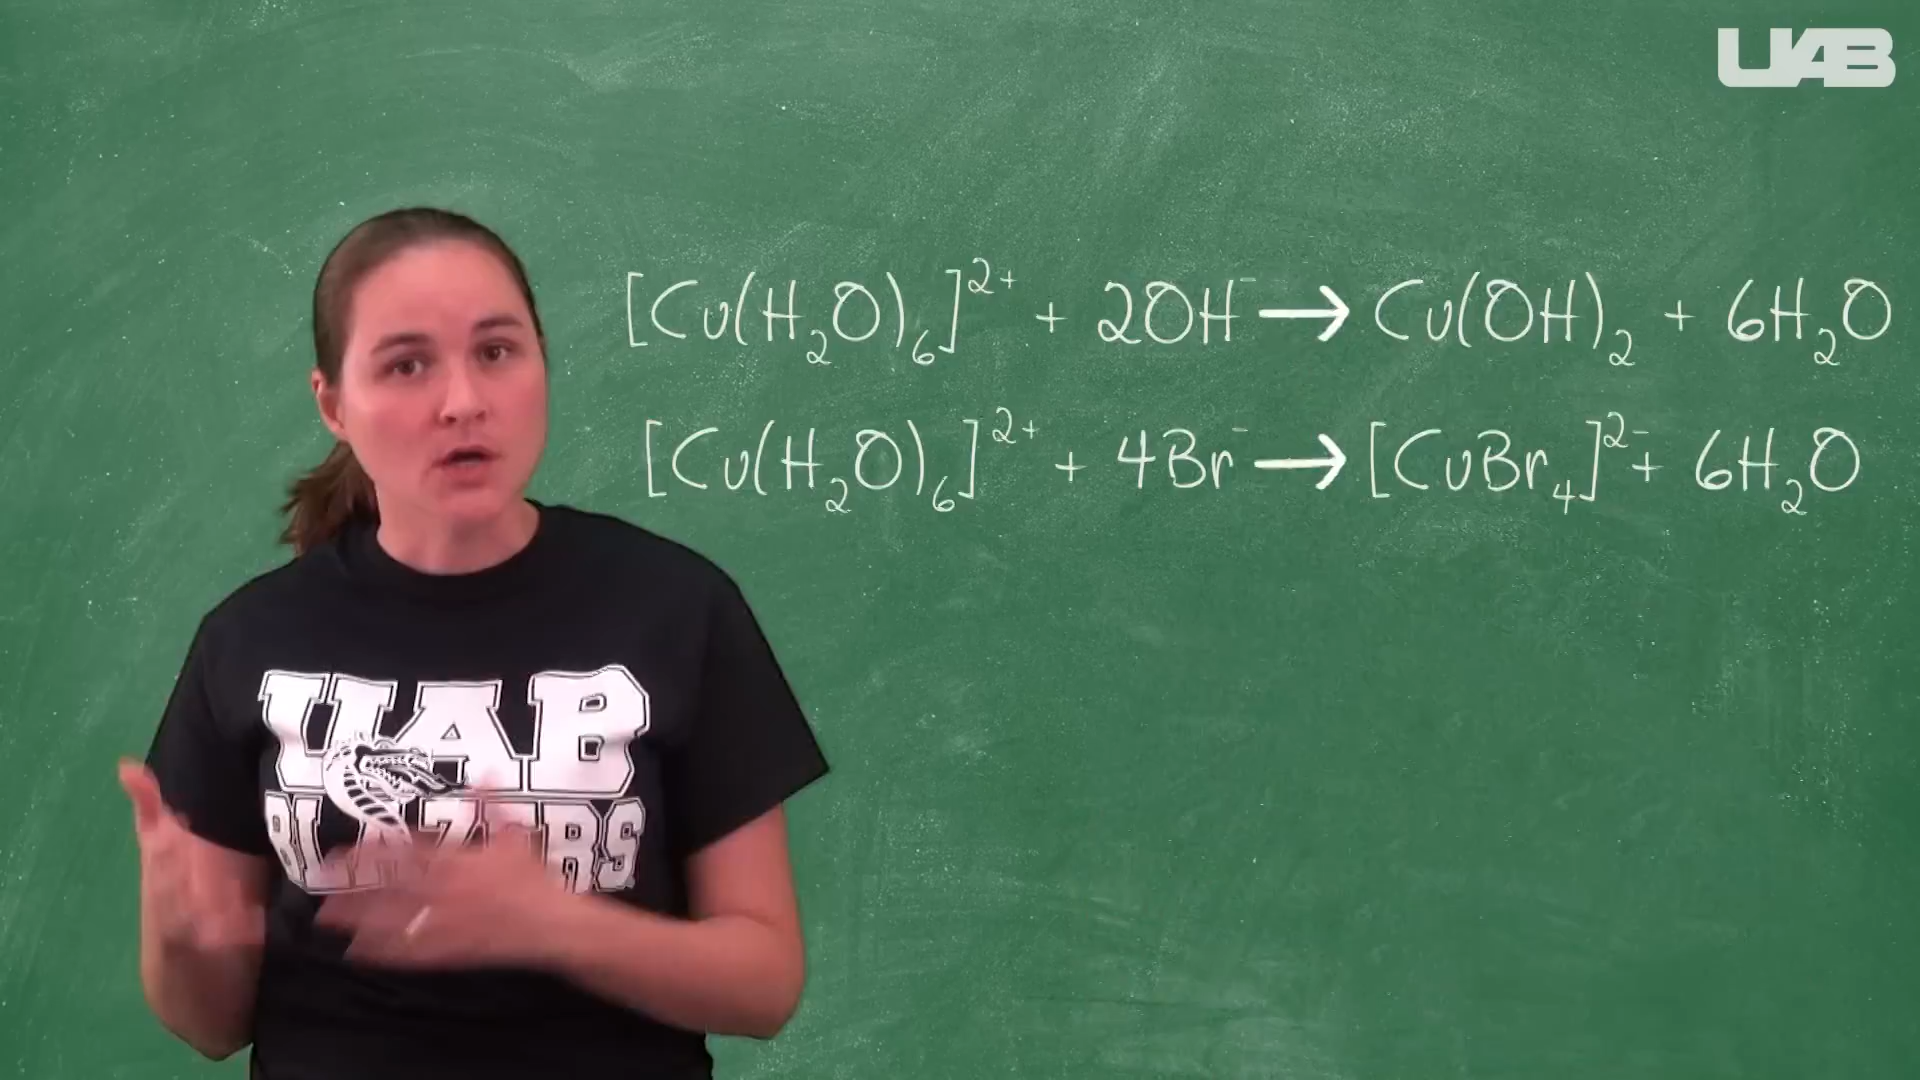 UAB
[Cu(H₂O)₆]²⁺ + 2OH⁻ → Cu(OH)₂ + 6H₂O
[Cu(H₂O)₆]²⁺ + 4Br⁻ → [CuBr₄]²⁻ + 6H₂O
UAB
BLAZERS